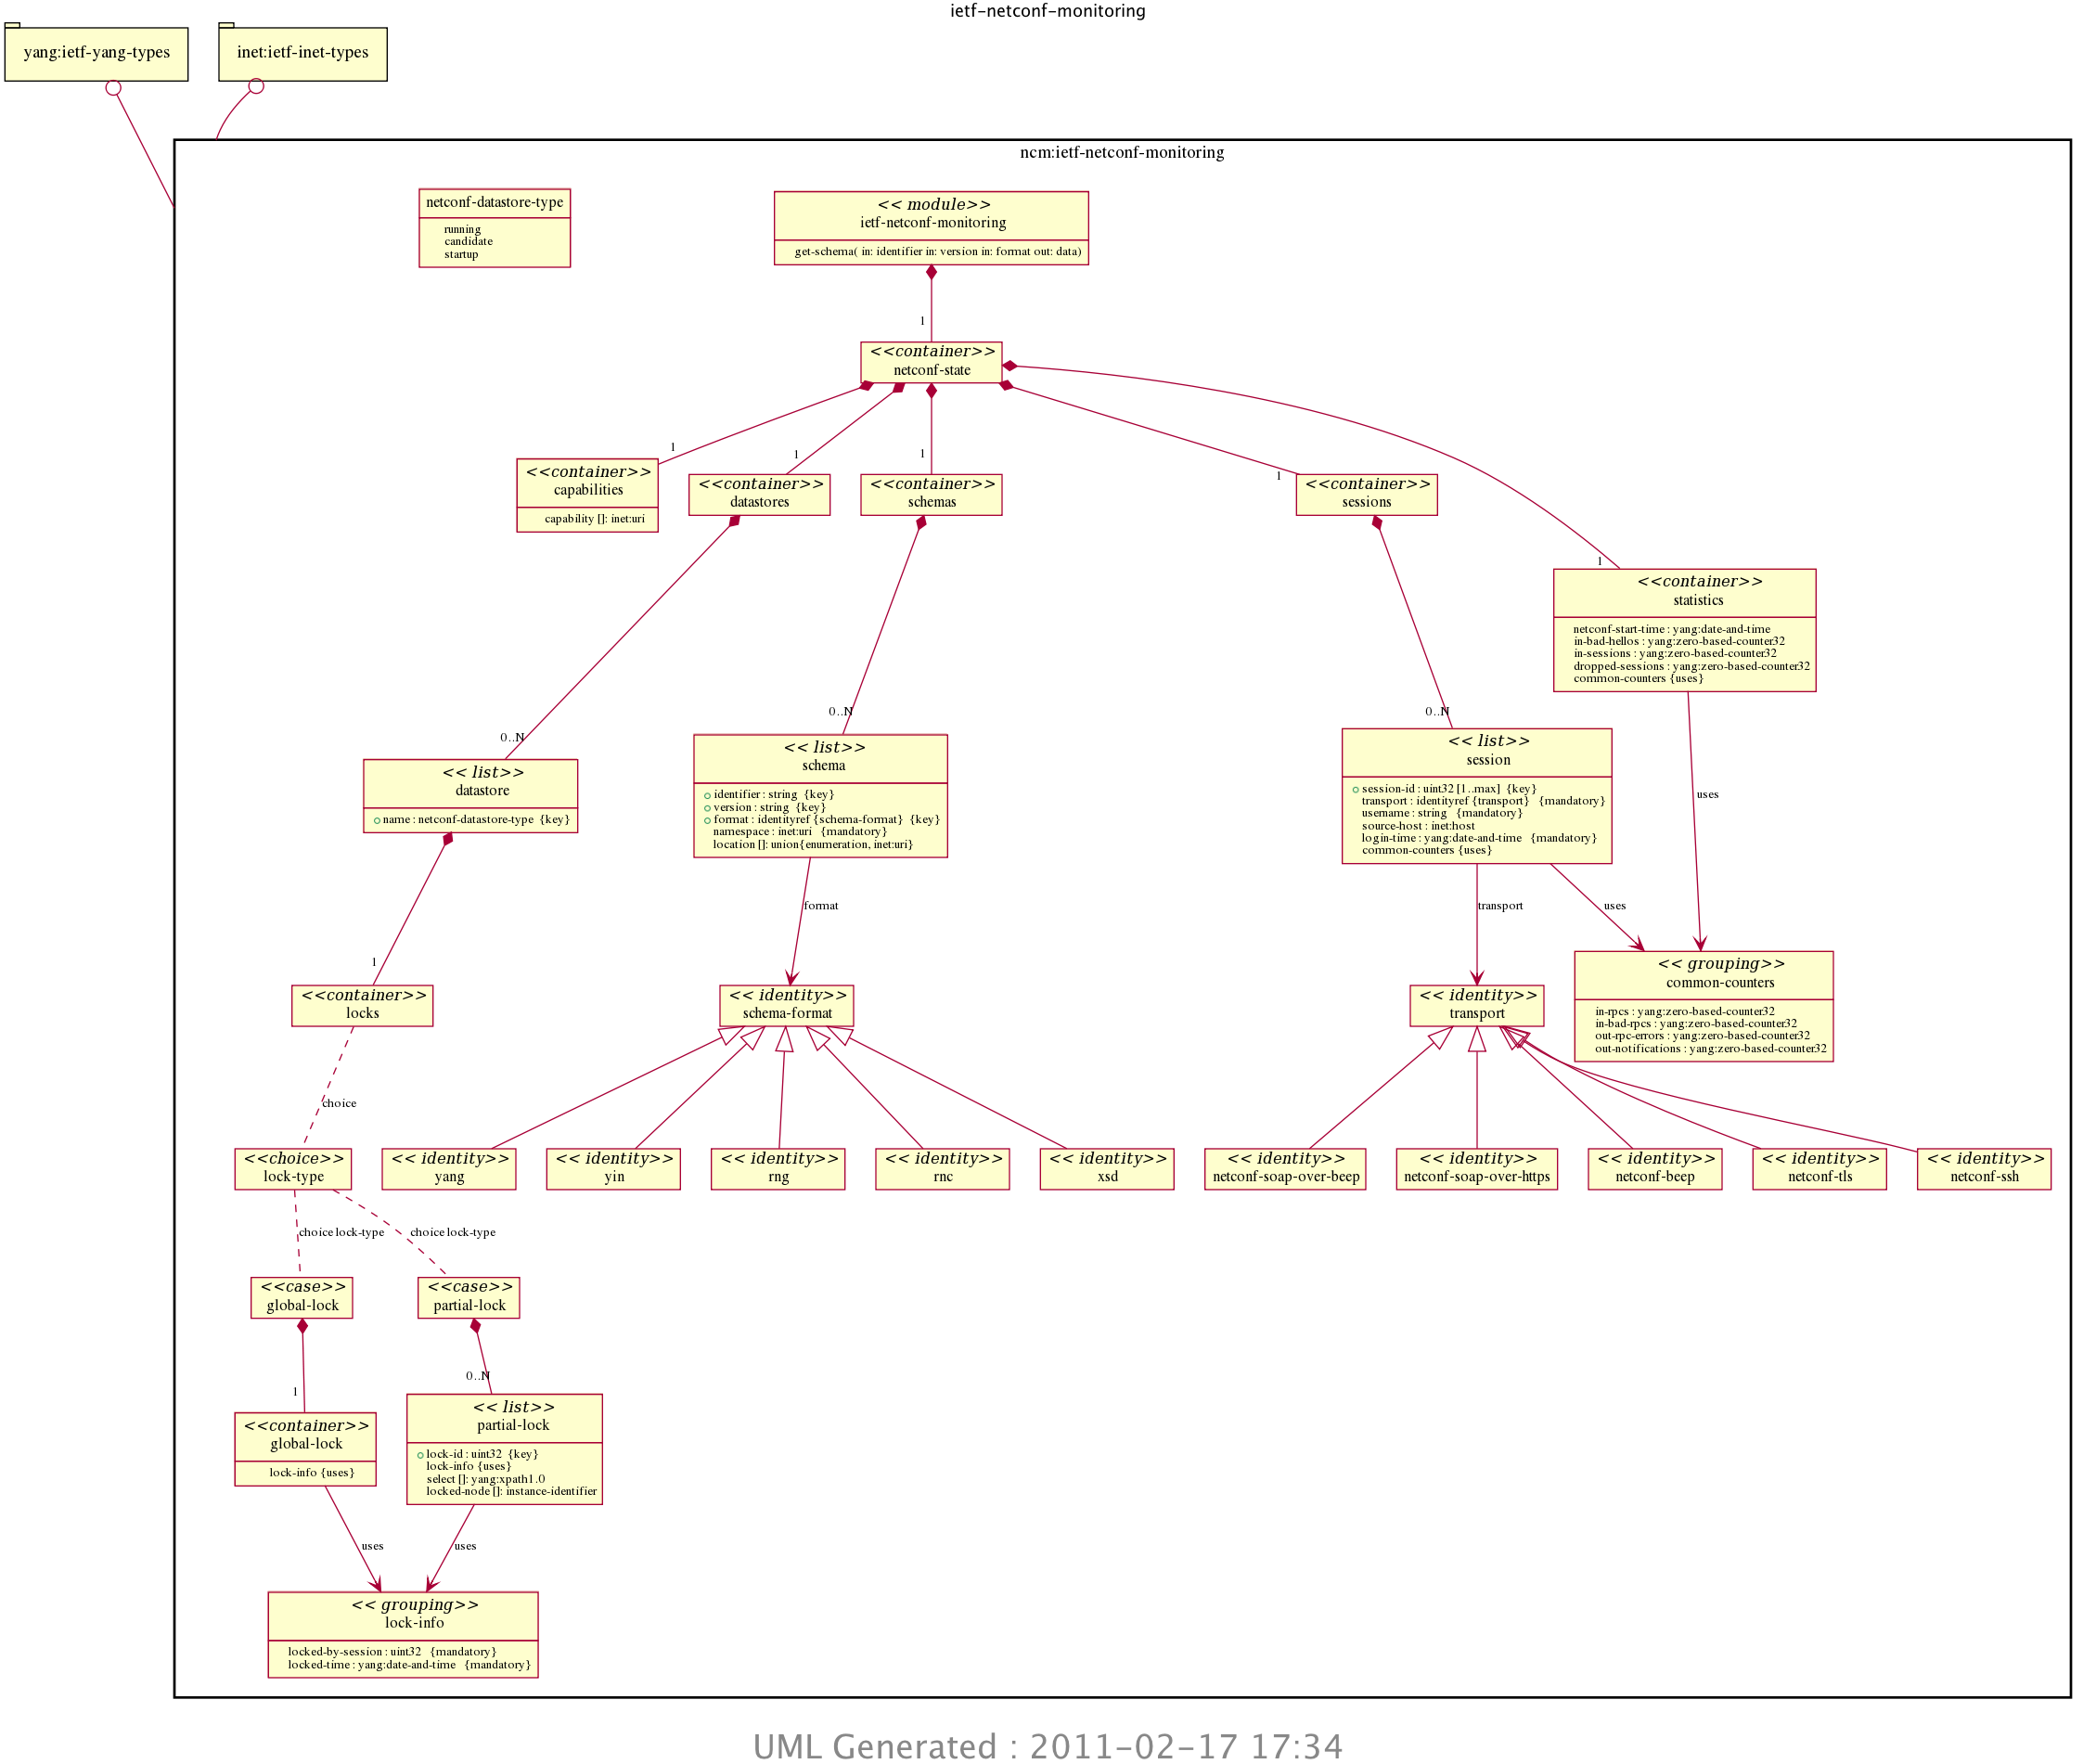 ietf-netconf-monitoring
yang:ietf-yang-types
inet:ietf-inet-types
ncm:ietf-netconf-monitoring
netconf-datastore-type
running
candidate
startup
<< module>>
ietf-netconf-monitoring
get-schema( in: identifier in: version in: format out: data)
1
<<container>>
netconf-state
1
1
1
1
1
<<container>>
capabilities
capability []: inet:uri
<<container>>
datastores
<<container>>
schemas
<<container>>
sessions
<<container>>
statistics
netconf-start-time : yang:date-and-time
in-bad-hellos : yang:zero-based-counter32
in-sessions : yang:zero-based-counter32
dropped-sessions : yang:zero-based-counter32
common-counters {uses}
0..N
0..N
0..N
<< list>>
datastore
name : netconf-datastore-type {key}
<< list>>
schema
identifier : string {key}
version : string {key}
format : identityref {schema-format} {key}
namespace : inet:uri {mandatory}
location []: union{enumeration, inet:uri}
<< list>>
session
session-id : uint32 [1..max] {key}
transport : identityref {transport} {mandatory}
username : string {mandatory}
source-host : inet:host
login-time : yang:date-and-time {mandatory}
common-counters {uses}
uses
format
transport
uses
1
<<container>>
locks
<< identity>>
schema-format
<< identity>>
transport
<< grouping>>
common-counters
in-rpcs : yang:zero-based-counter32
in-bad-rpcs : yang:zero-based-counter32
out-rpc-errors : yang:zero-based-counter32
out-notifications : yang:zero-based-counter32
choice
<<choice>>
lock-type
<< identity>>
yang
<< identity>>
yin
<< identity>>
rng
<< identity>>
rnc
<< identity>>
xsd
<< identity>>
netconf-soap-over-beep
<< identity>>
netconf-soap-over-https
<< identity>>
netconf-beep
<< identity>>
netconf-tls
<< identity>>
netconf-ssh
choice lock-type
choice lock-type
<<case>>
global-lock
<<case>>
partial-lock
1
0..N
<<container>>
global-lock
lock-info {uses}
<< list>>
partial-lock
lock-id : uint32 {key}
lock-info {uses}
select []: yang:xpath1.0
locked-node []: instance-identifier
uses
uses
<< grouping>>
lock-info
locked-by-session : uint32 {mandatory}
locked-time : yang:date-and-time {mandatory}
UML Generated : 2011-02-17 17:34